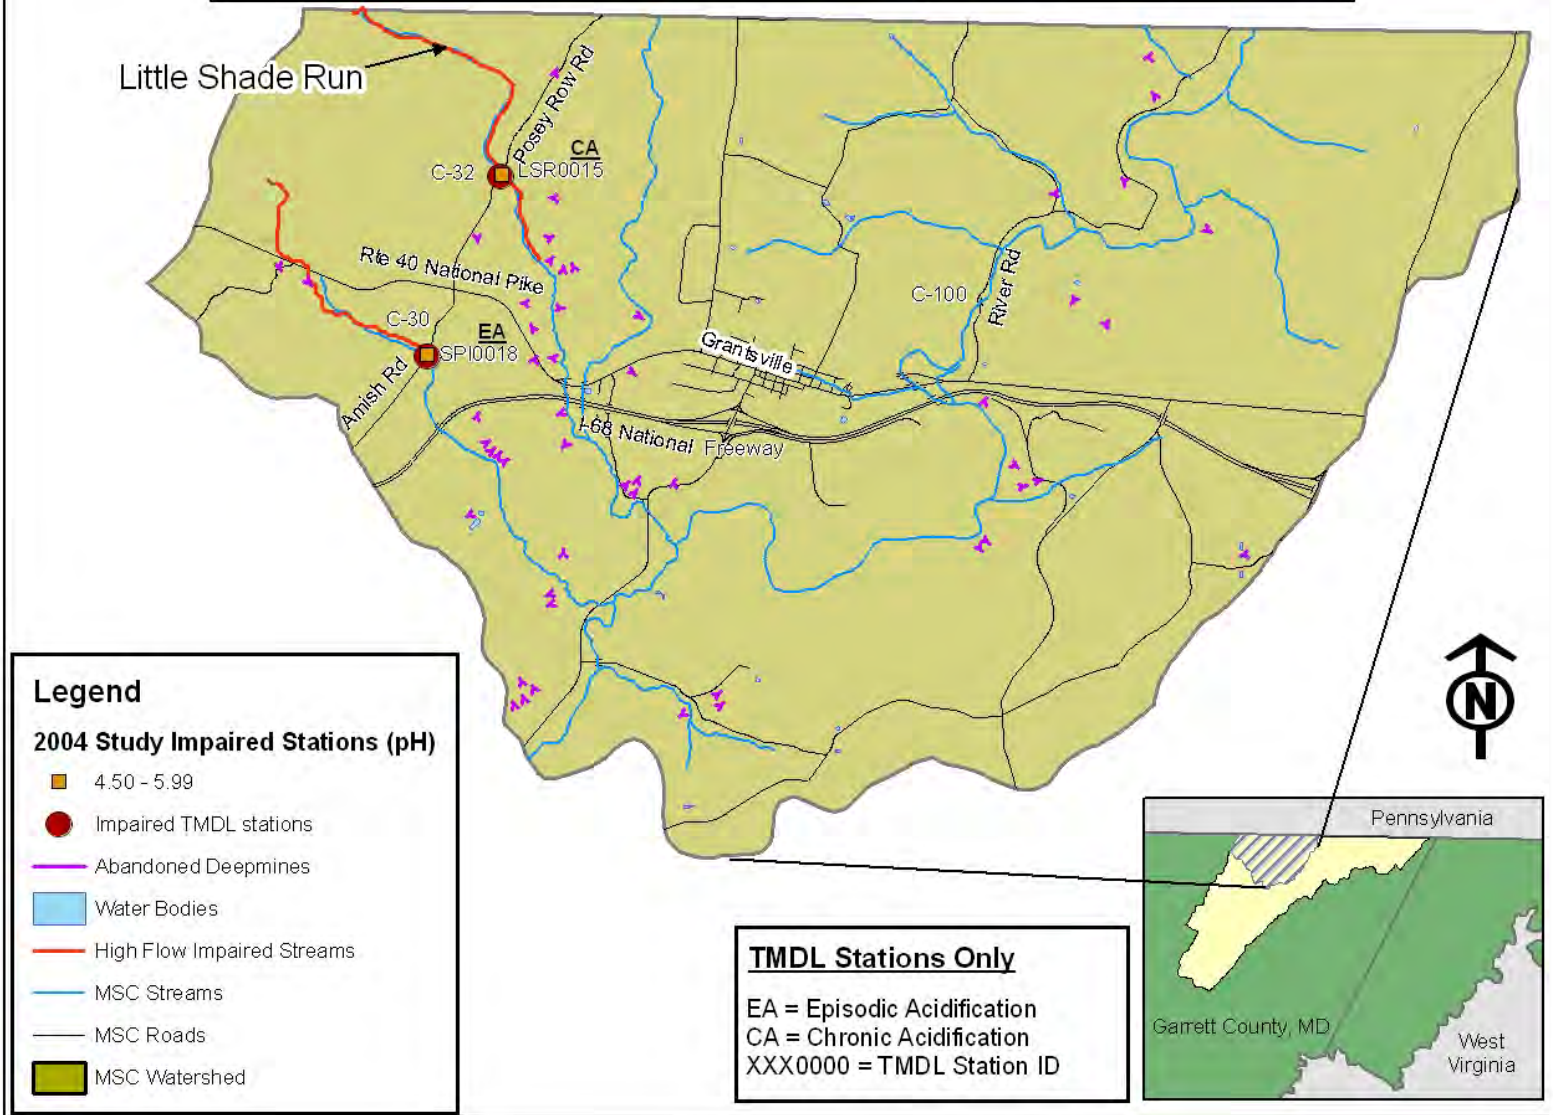 Little Shade Run
Posey Row Rd
CA
C-32
LSR0015
Rte 40 National Pike
C-30
EA
SPI0018
Amish Rd
Grantsville
C-100
River Rd
I-68 National Freeway
N
Legend
2004 Study Impaired Stations (pH)
4.50 - 5.99
Impaired TMDL stations
Abandoned Deepmines
Water Bodies
High Flow Impaired Streams
MSC Streams
MSC Roads
MSC Watershed
TMDL Stations Only
EA = Episodic Acidification
CA = Chronic Acidification
XXX0000 = TMDL Station ID
Pennsylvania
Garrett County, MD
West
Virginia